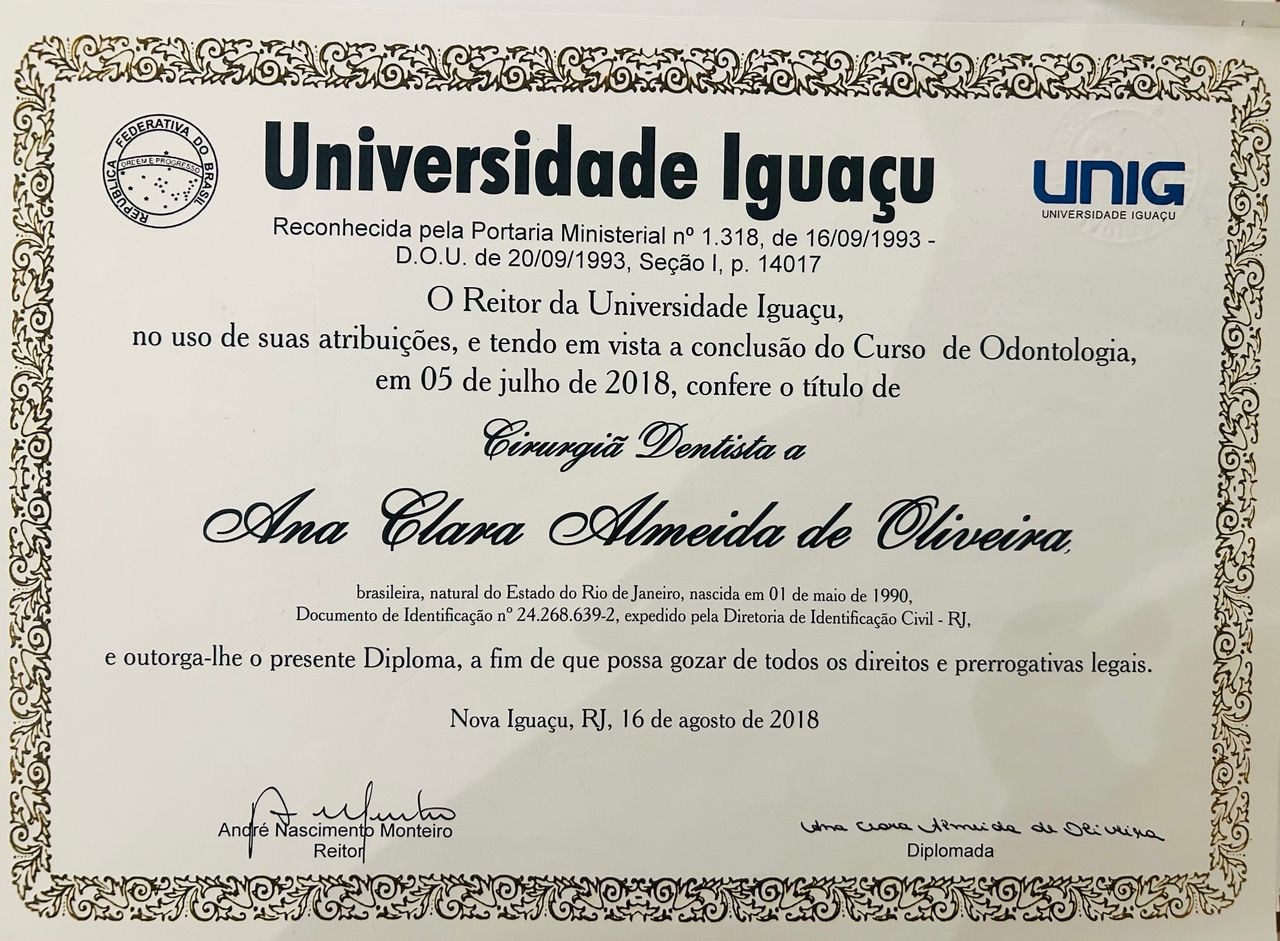 REPÚBLICA FEDERATIVA DO BRASIL
ORDEM E PROGRESSO
Universidade Iguaçu
UNIG
UNIVERSIDADE IGUAÇU
Reconhecida pela Portaria Ministerial nº 1.318, de 16/09/1993 -
D.O.U. de 20/09/1993, Seção I, p. 14017
O Reitor da Universidade Iguaçu,
no uso de suas atribuições, e tendo em vista a conclusão do Curso de Odontologia,
em 05 de julho de 2018, confere o título de
Cirurgiã Dentista a
Ana Clara Almeida de Oliveira,
brasileira, natural do Estado do Rio de Janeiro, nascida em 01 de maio de 1990,
Documento de Identificação nº 24.268.639-2, expedido pela Diretoria de Identificação Civil - RJ,
e outorga-lhe o presente Diploma, a fim de que possa gozar de todos os direitos e prerrogativas legais.
Nova Iguaçu, RJ, 16 de agosto de 2018
André Nascimento Monteiro
Reitor
Ana Clara Almeida de Oliveira
Diplomada